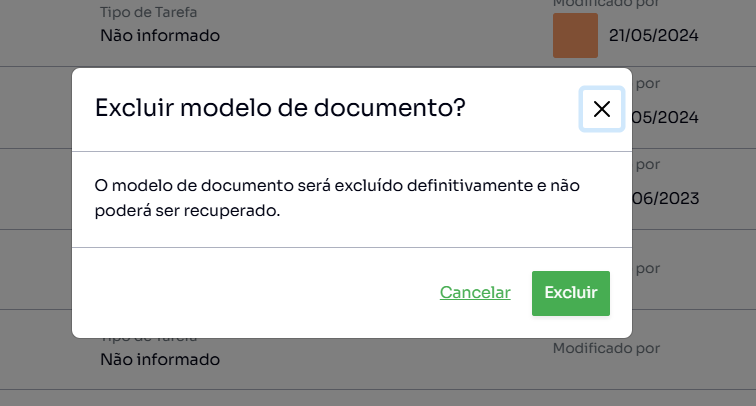 Tipo de Tarefa
Modificado por
Não informado
21/05/2024
por
Excluir modelo de documento?
05/2024
por
O modelo de documento será excluído definitivamente e não
poderá ser recuperado.
06/2023
por
Cancelar
Excluir
Tipo de Tarefa
Modificado por
Não informado